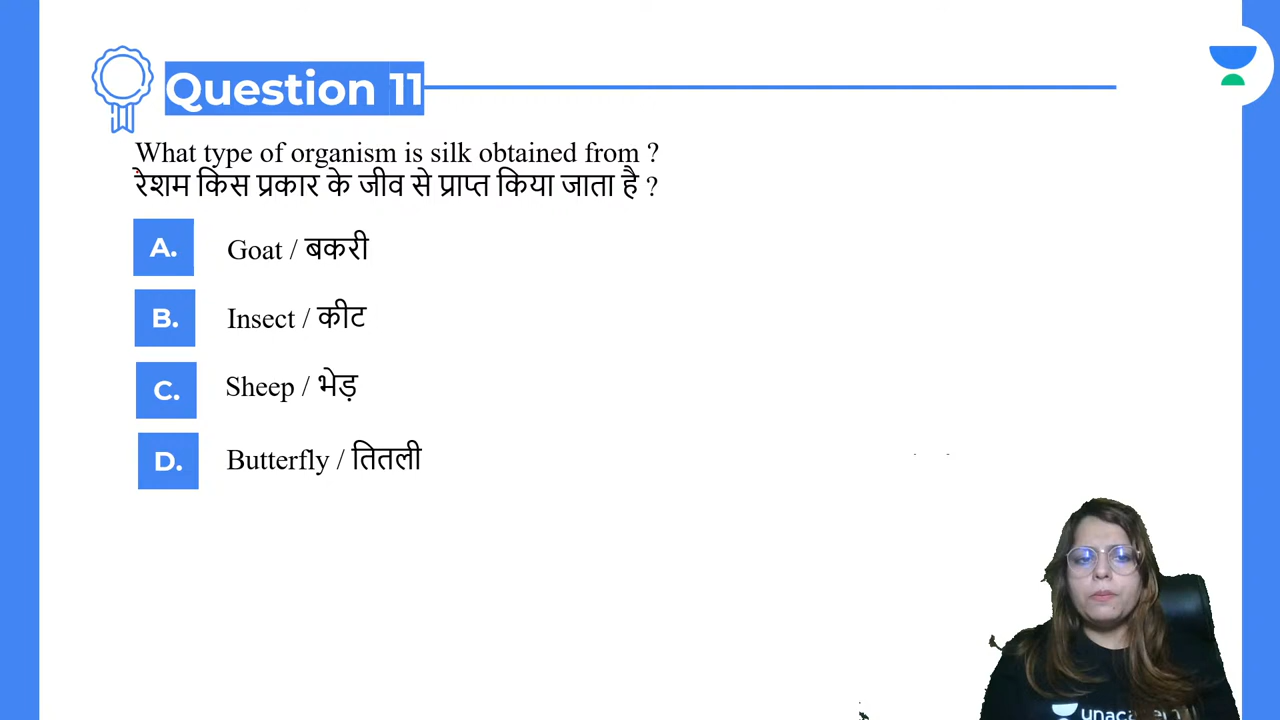 Question 11
What type of organism is silk obtained from ?
रेशम किस प्रकार के जीव से प्राप्त किया जाता है ?
A. Goat / बकरी
B. Insect / कीट
C. Sheep / भेड़
D. Butterfly / तितली